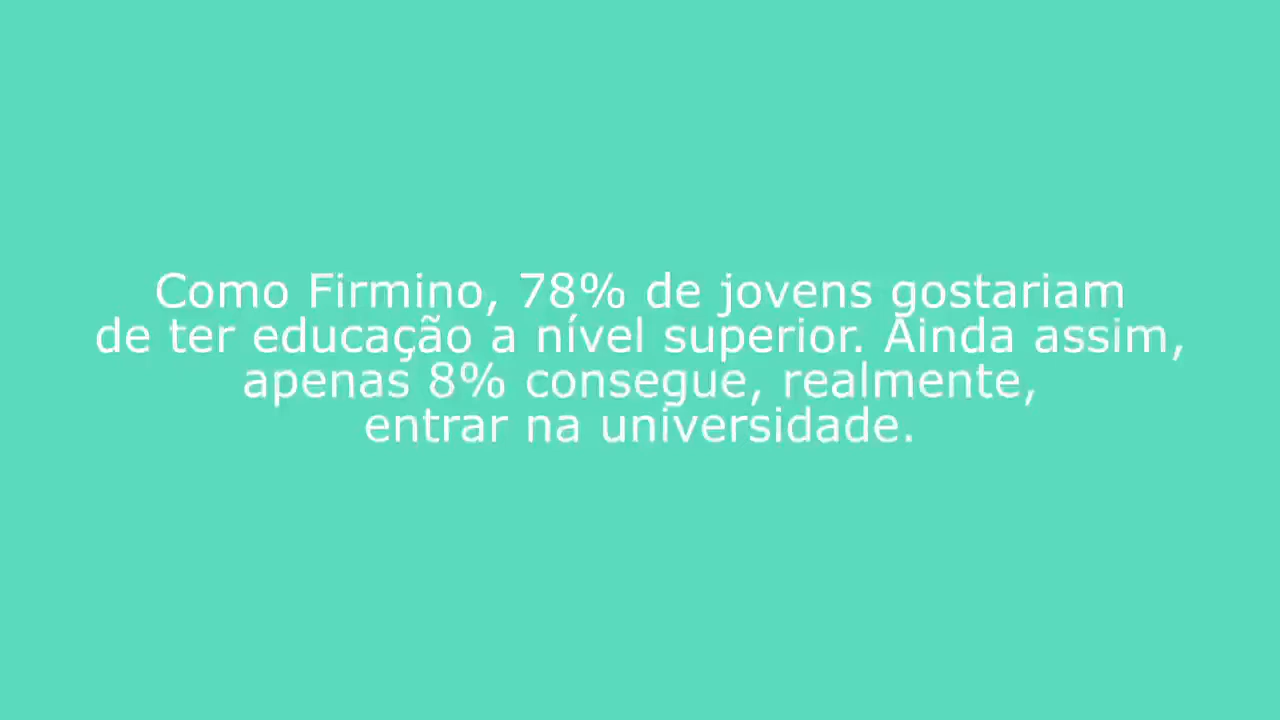 Como Firmino, 78% de jovens gostariam
de ter educação a nível superior. Ainda assim,
apenas 8% consegue, realmente,
entrar na universidade.